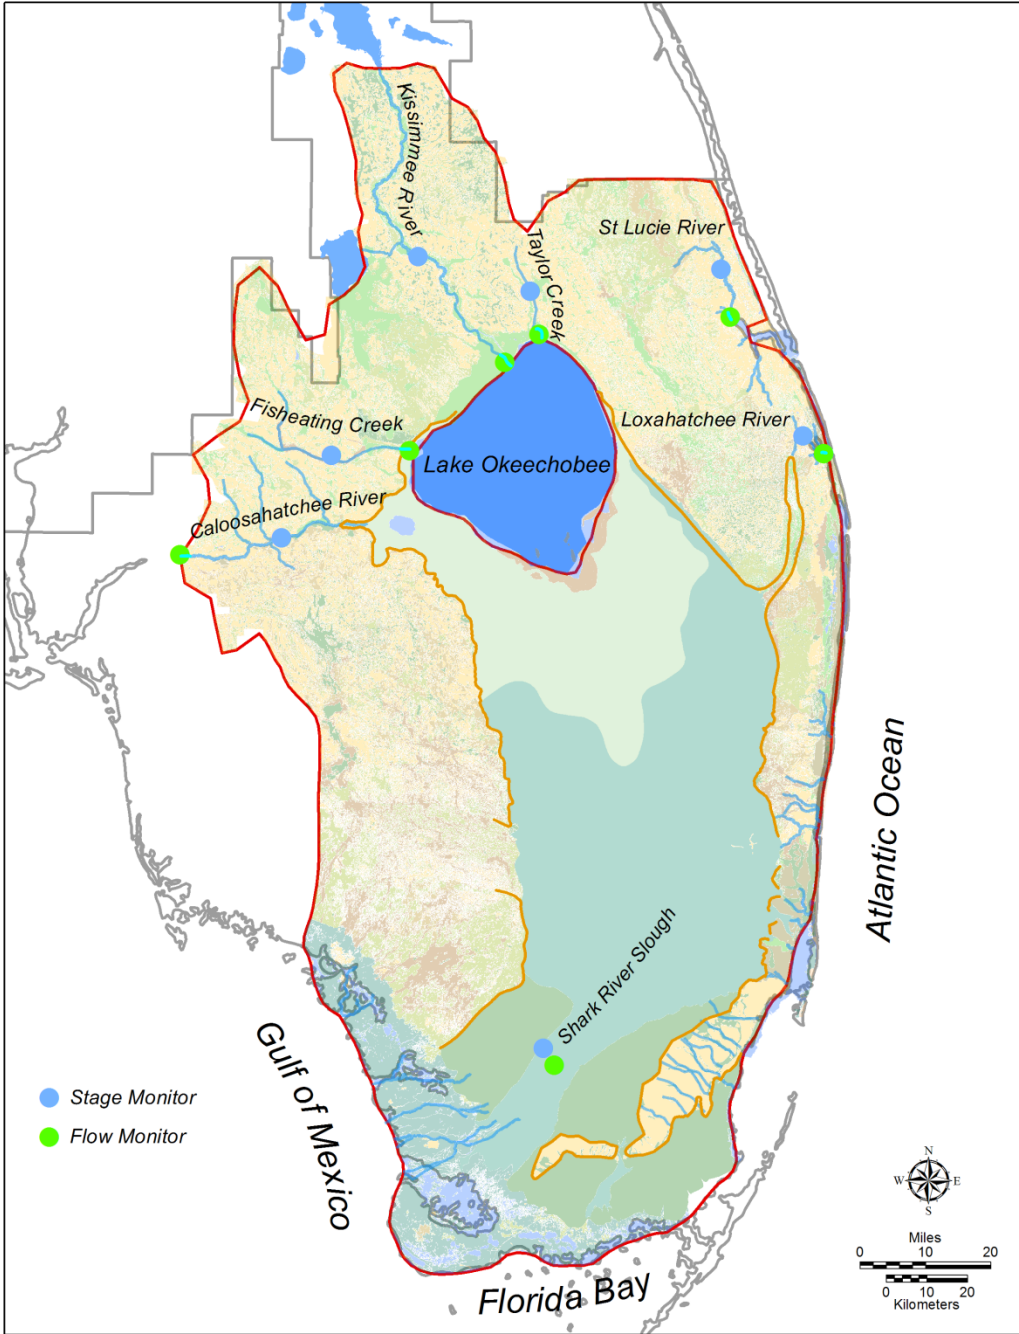 Kissimmee River
St Lucie River
Taylor Creek
Fisheating Creek
Loxahatchee River
Lake Okeechobee
Caloosahatchee River
Atlantic Ocean
Shark River Slough
Gulf of Mexico
Stage Monitor
Flow Monitor
N
W
E
S
Miles
0 10 20
0 10 20
Kilometers
Florida Bay